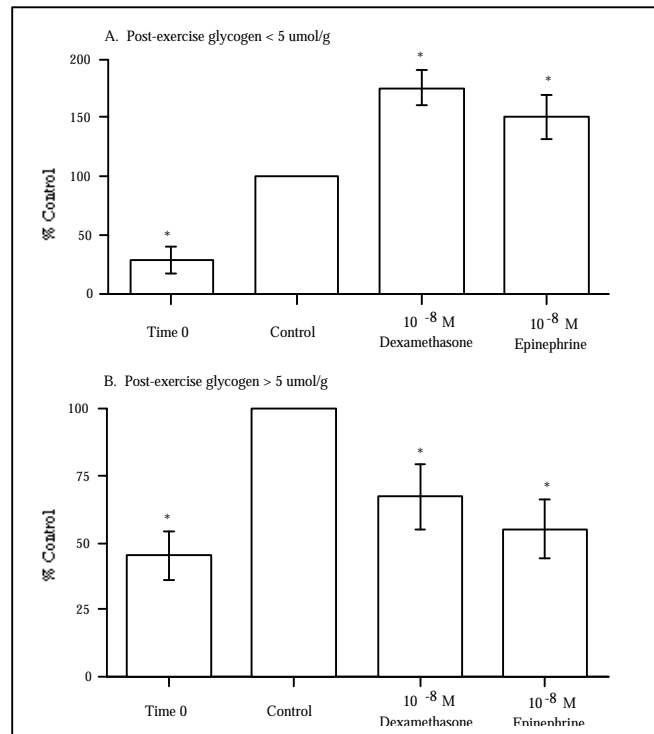 A. Post-exercise glycogen < 5 umol/g
200
150
100
50
0
% Control
*
*
*
Time 0
Control
10 -8 M
Dexamethasone
10 -8 M
Epinephrine
B. Post-exercise glycogen > 5 umol/g
100
75
50
25
0
% Control
*
*
*
Time 0
Control
10 -8 M
Dexamethasone
10 -8 M
Epinephrine